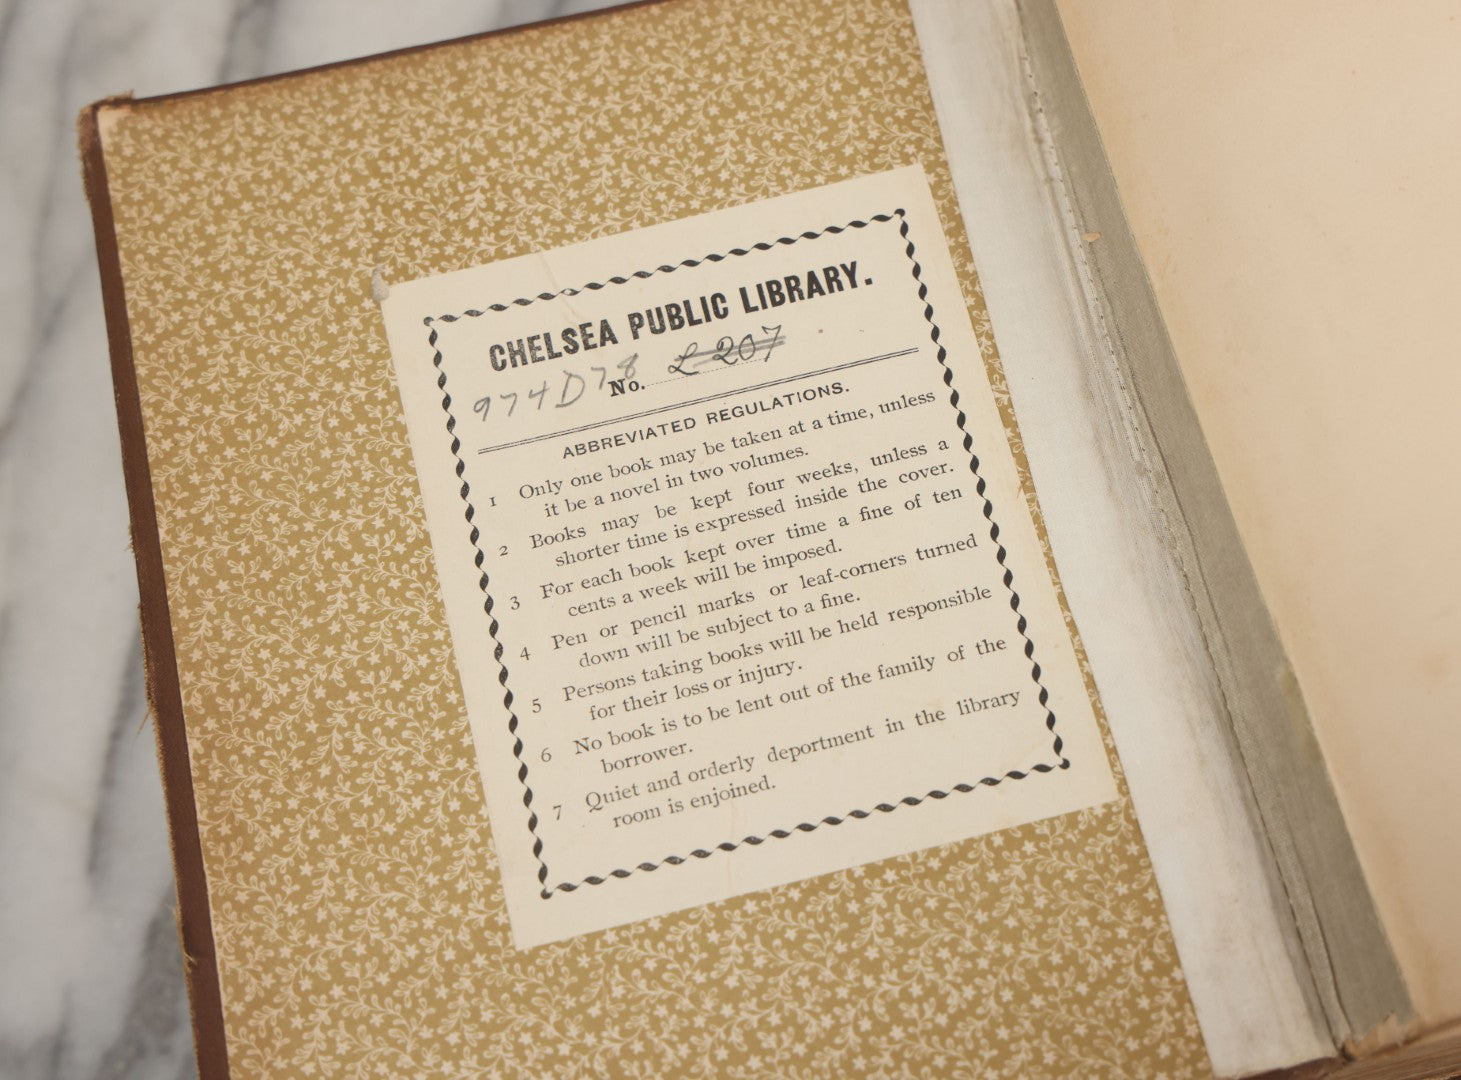 CHELSEA PUBLIC LIBRARY.
974D78 No. L 207
ABBREVIATED REGULATIONS.
1 Only one book may be taken at a time, unless
it be a novel in two volumes.
2 Books may be kept four weeks, unless a
shorter time is expressed inside the cover.
3 For each book kept over time a fine of ten
cents a week will be imposed.
4 Pen or pencil marks or leaf-corners turned
down will be subject to a fine.
5 Persons taking books will be held responsible
for their loss or injury.
6 No book is to be lent out of the family of the
borrower.
7 Quiet and orderly deportment in the library
room is enjoined.